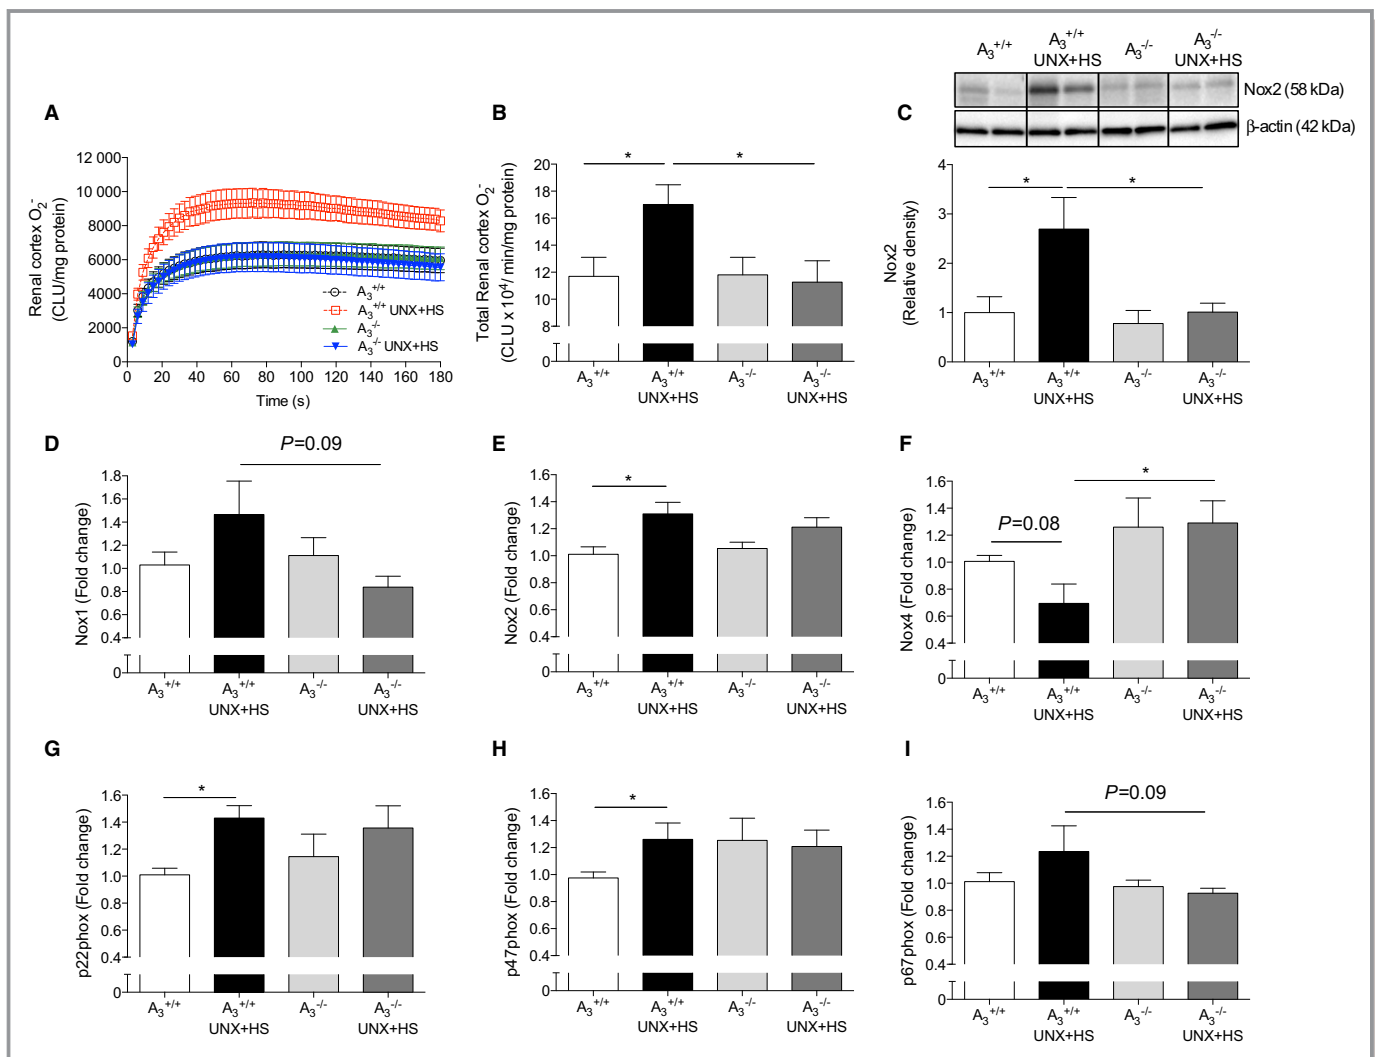 A₃⁺/⁺ A₃⁺/⁺ A₃⁻/⁻ A₃⁻/⁻
UNX+HS UNX+HS
Nox2 (58 kDa)
β-actin (42 kDa)
A
12 000
10 000
8000
6000
4000
2000
0
Renal cortex O₂⁻
(CLU/mg protein)
A₃⁺/⁺
A₃⁺/⁺ UNX+HS
A₃⁻/⁻
A₃⁻/⁻ UNX+HS
0 20 40 60 80 100 120 140 160 180
Time (s)
B
20
18
16
14
12
10
8
0
Total Renal cortex O₂⁻
(CLU x 10⁴/ min/mg protein)
* *
A₃⁺/⁺ A₃⁺/⁺ A₃⁻/⁻ A₃⁻/⁻
UNX+HS UNX+HS
C
4
3
2
1
0
Nox2
(Relative density)
* *
A₃⁺/⁺ A₃⁺/⁺ A₃⁻/⁻ A₃⁻/⁻
UNX+HS UNX+HS
D
P=0.09
1.8
1.6
1.4
1.2
1.0
0.8
0.6
0.4
0
Nox1 (Fold change)
A₃⁺/⁺ A₃⁺/⁺ A₃⁻/⁻ A₃⁻/⁻
UNX+HS UNX+HS
E
*
1.6
1.4
1.2
1.0
0.8
0.6
0.4
0
Nox2 (Fold change)
A₃⁺/⁺ A₃⁺/⁺ A₃⁻/⁻ A₃⁻/⁻
UNX+HS UNX+HS
F
*
P=0.08
1.6
1.4
1.2
1.0
0.8
0.6
0.4
0
Nox4 (Fold change)
A₃⁺/⁺ A₃⁺/⁺ A₃⁻/⁻ A₃⁻/⁻
UNX+HS UNX+HS
G
*
1.6
1.4
1.2
1.0
0.8
0.6
0.4
0
p22phox (Fold change)
A₃⁺/⁺ A₃⁺/⁺ A₃⁻/⁻ A₃⁻/⁻
UNX+HS UNX+HS
H
*
1.6
1.4
1.2
1.0
0.8
0.6
0.4
0
p47phox (Fold change)
A₃⁺/⁺ A₃⁺/⁺ A₃⁻/⁻ A₃⁻/⁻
UNX+HS UNX+HS
I
P=0.09
1.6
1.4
1.2
1.0
0.8
0.6
0.4
0
p67phox (Fold change)
A₃⁺/⁺ A₃⁺/⁺ A₃⁻/⁻ A₃⁻/⁻
UNX+HS UNX+HS